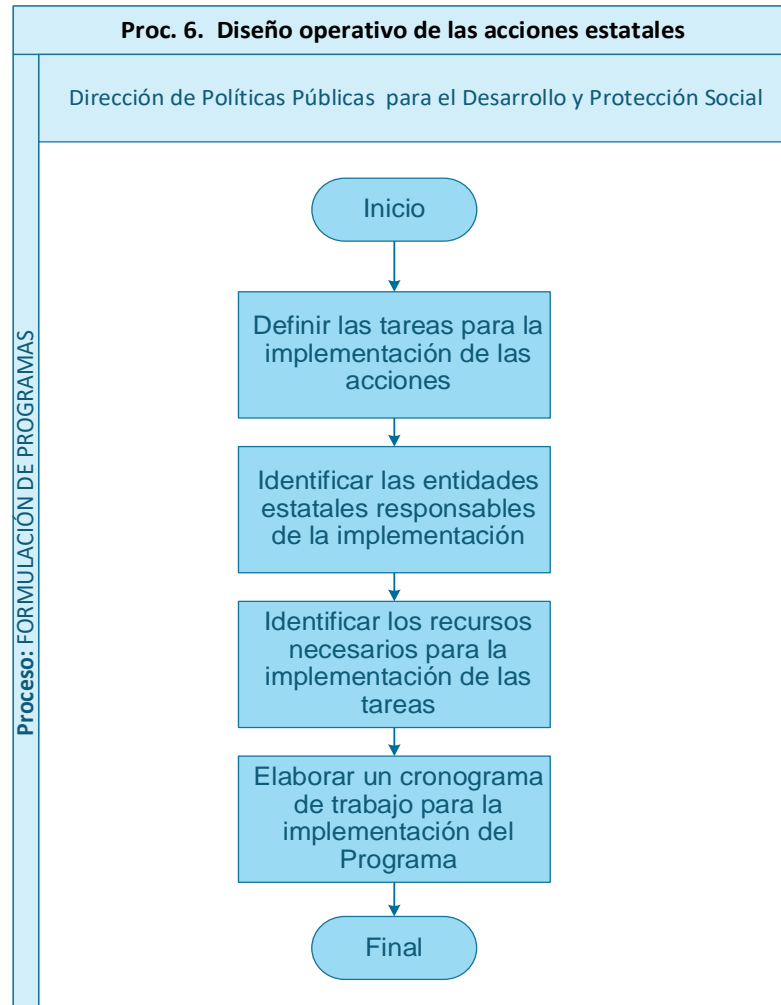 Proc. 6. Diseño operativo de las acciones estatales
Dirección de Políticas Públicas para el Desarrollo y Protección Social
Proceso: FORMULACIÓN DE PROGRAMAS
Inicio
Definir las tareas para la
implementación de las
acciones
Identificar las entidades
estatales responsables
de la implementación
Identificar los recursos
necesarios para la
implementación de las
tareas
Elaborar un cronograma
de trabajo para la
implementación del
Programa
Final